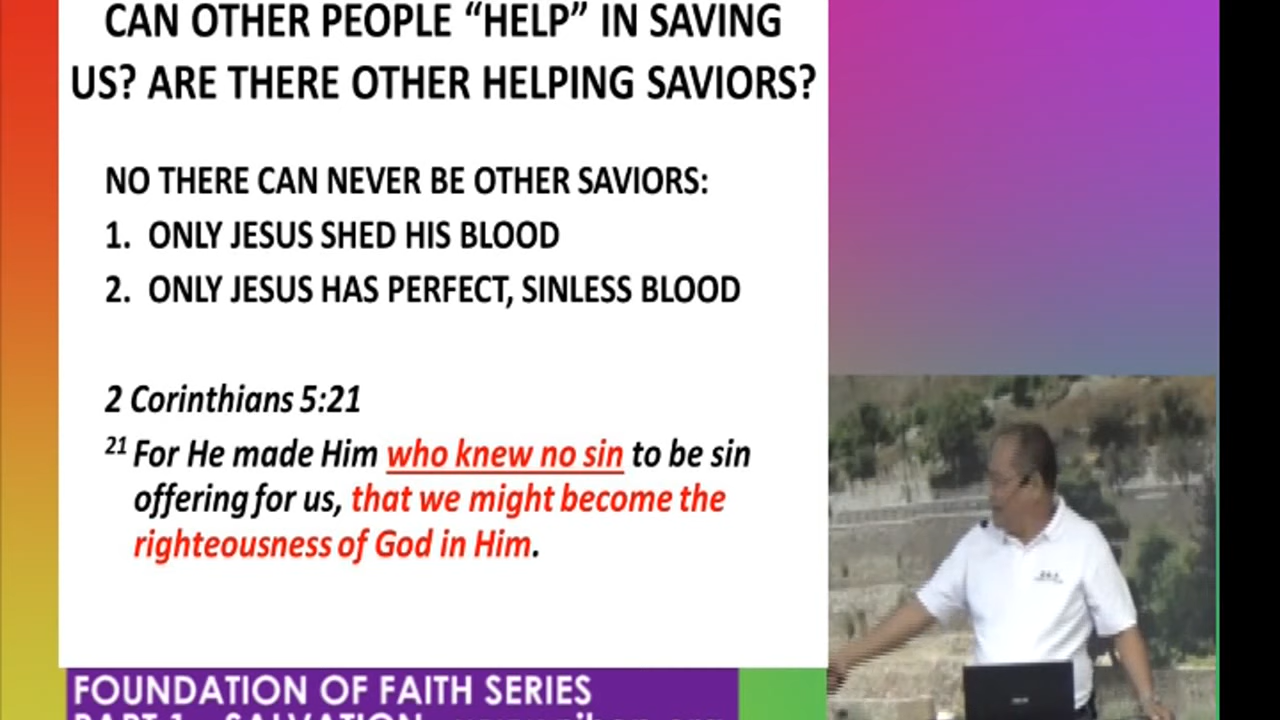 CAN OTHER PEOPLE “HELP” IN SAVING
US? ARE THERE OTHER HELPING SAVIORS?
NO THERE CAN NEVER BE OTHER SAVIORS:
1. ONLY JESUS SHED HIS BLOOD
2. ONLY JESUS HAS PERFECT, SINLESS BLOOD
2 Corinthians 5:21
21 For He made Him who knew no sin to be sin
offering for us, that we might become the
righteousness of God in Him.
FOUNDATION OF FAITH SERIES
PART 1 SALVATION